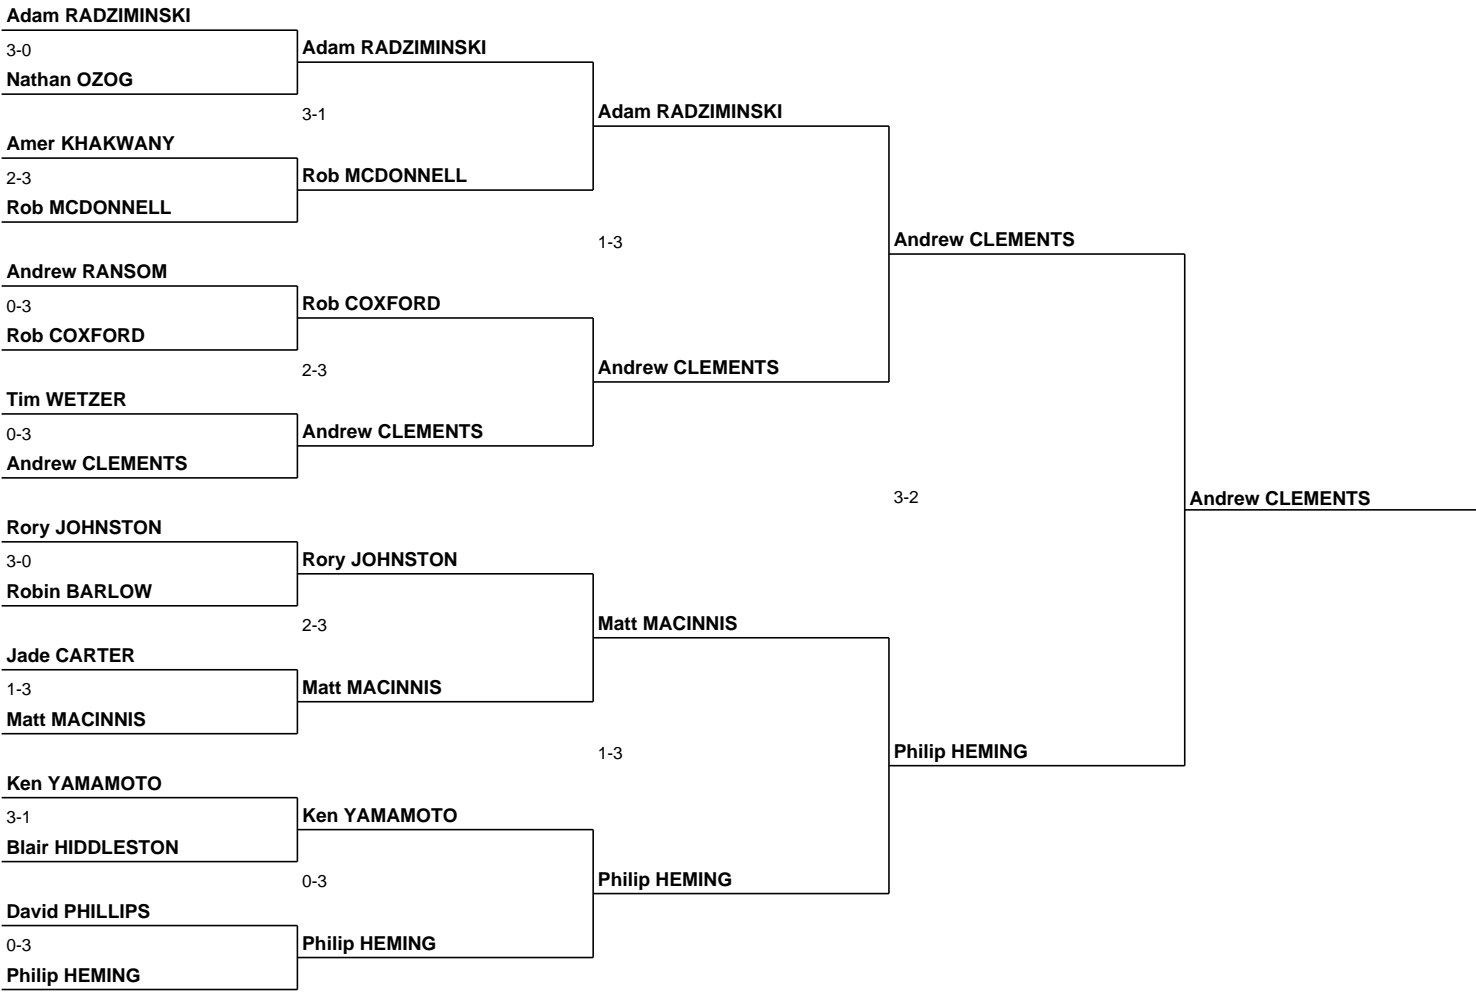 Adam RADZIMINSKI
3-0
Nathan OZOG
Amer KHAKWANY
2-3
Rob MCDONNELL
Andrew RANSOM
0-3
Rob COXFORD
Tim WETZER
0-3
Andrew CLEMENTS
Rory JOHNSTON
3-0
Robin BARLOW
Jade CARTER
1-3
Matt MACINNIS
Ken YAMAMOTO
3-1
Blair HIDDLESTON
David PHILLIPS
0-3
Philip HEMING
Adam RADZIMINSKI
3-1
Rob MCDONNELL
Rob COXFORD
2-3
Andrew CLEMENTS
Rory JOHNSTON
2-3
Matt MACINNIS
Ken YAMAMOTO
0-3
Philip HEMING
Adam RADZIMINSKI
1-3
Andrew CLEMENTS
Matt MACINNIS
1-3
Philip HEMING
Andrew CLEMENTS
3-2
Philip HEMING
Andrew CLEMENTS